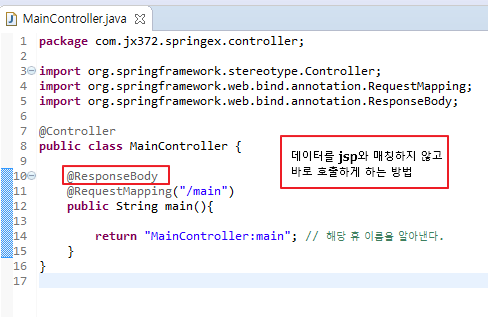 MainController.java
1 package com.jx372.springex.controller;
2
3 import org.springframework.stereotype.Controller;
4 import org.springframework.web.bind.annotation.RequestMapping;
5 import org.springframework.web.bind.annotation.ResponseBody;
6
7 @Controller
8 public class MainController {
9
데이터를 jsp와 매칭하지 않고
바로 호출하게 하는 방법
10 @ResponseBody
11 @RequestMapping("/main")
12 public String main(){
13
14 return "MainController:main"; // 해당 휴 이름을 알아낸다.
15 }
16 }
17